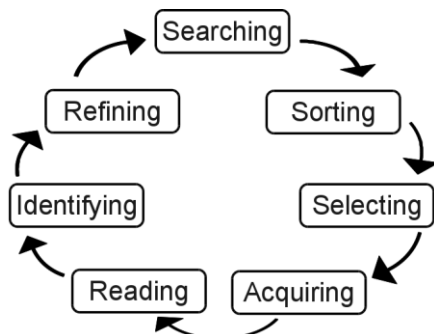 Searching
Sorting
Selecting
Acquiring
Reading
Identifying
Refining